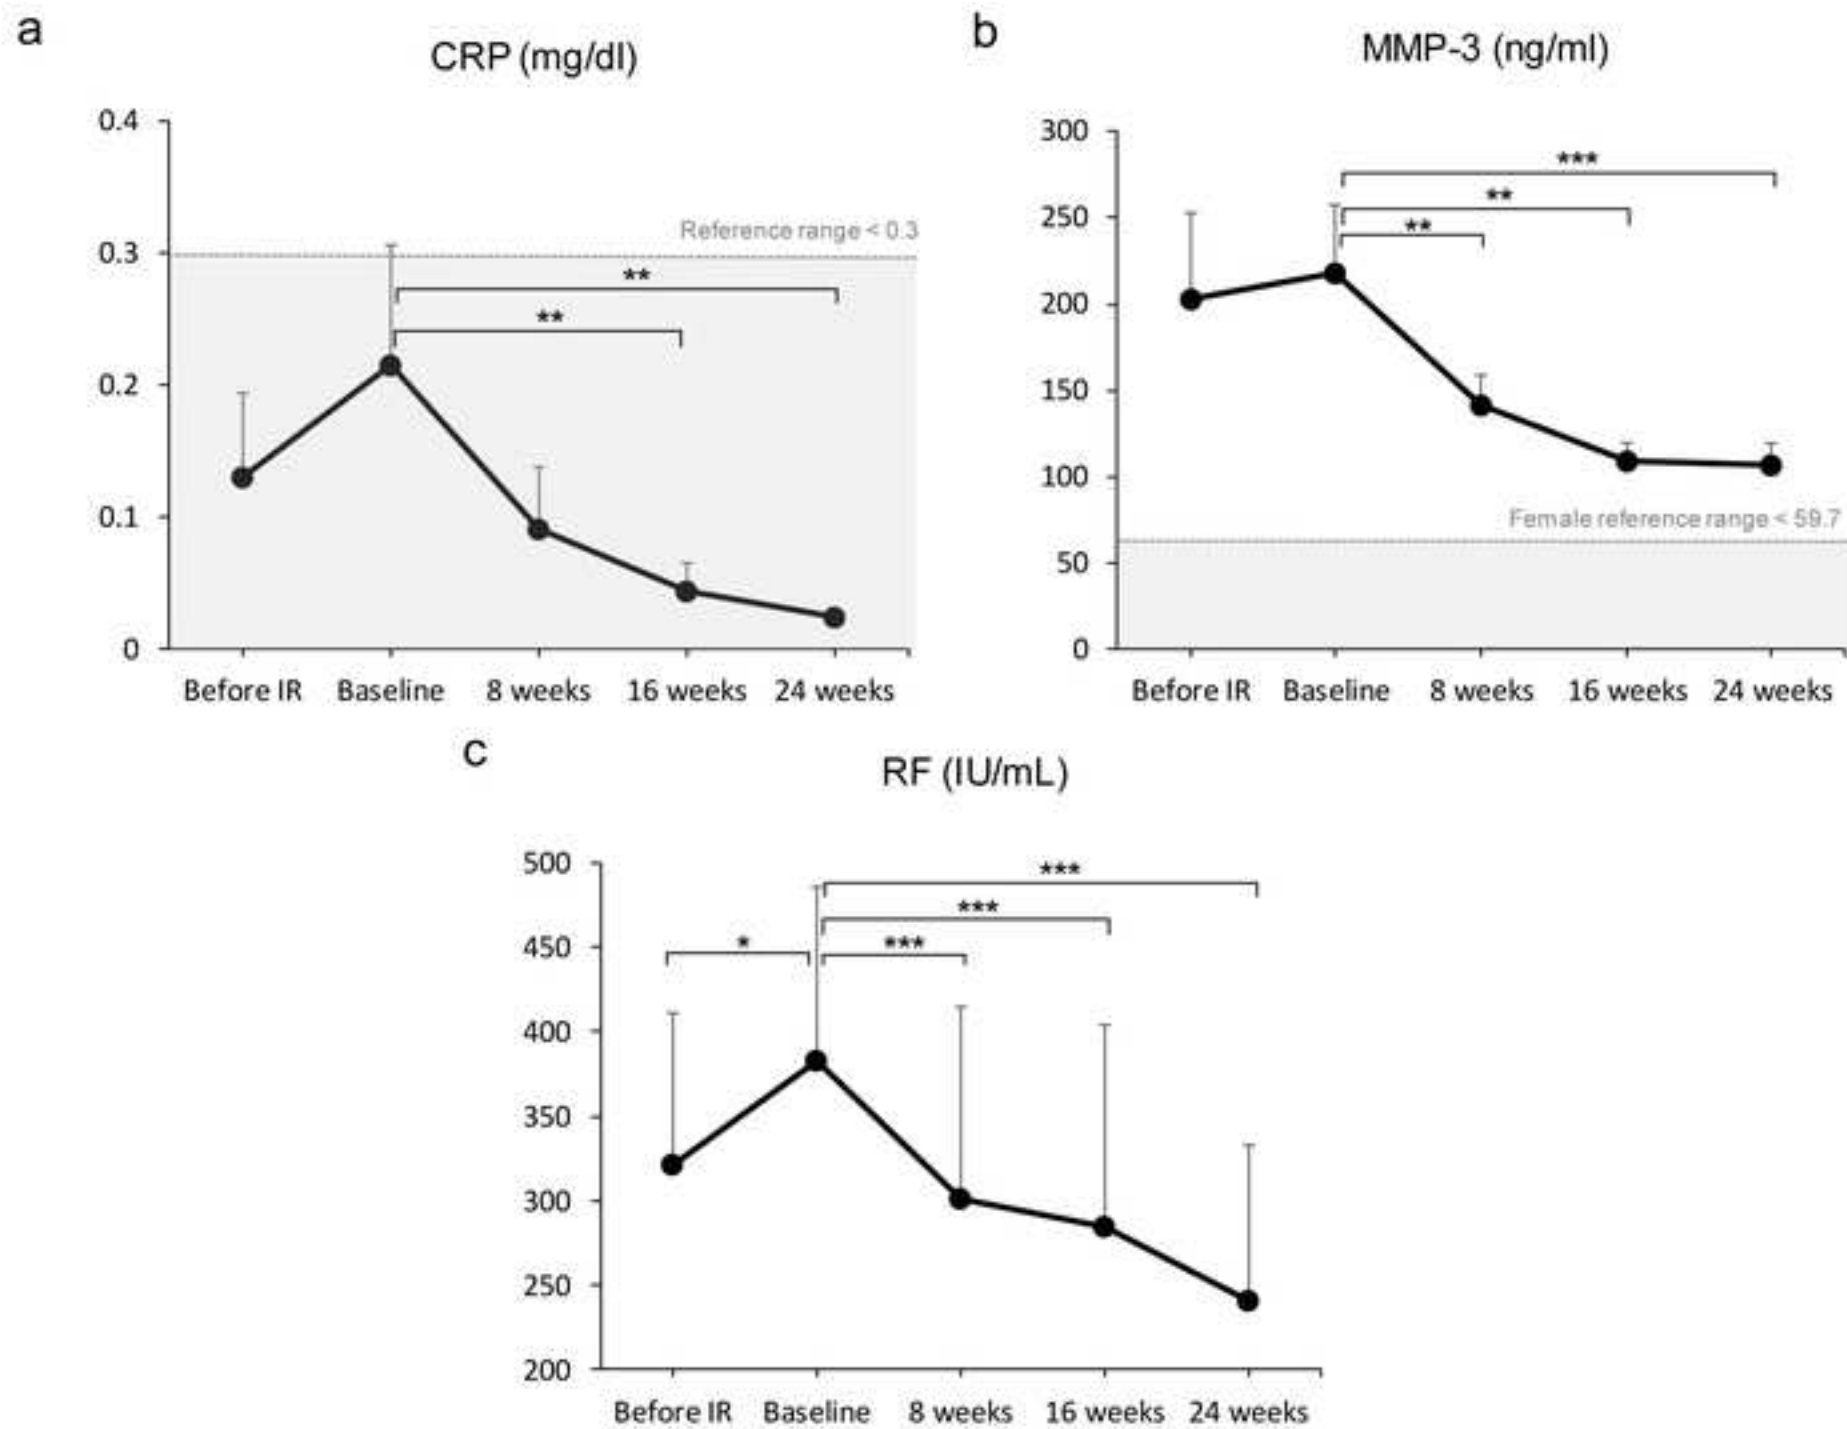 a
CRP (mg/dl)
0.4
0.3
0.2
0.1
0
Reference range < 0.3
**
**
Before IR Baseline 8 weeks 16 weeks 24 weeks
b
MMP-3 (ng/ml)
300
250
200
150
100
50
0
***
**
**
Female reference range < 59.7
Before IR Baseline 8 weeks 16 weeks 24 weeks
c
RF (IU/mL)
500
450
400
350
300
250
200
***
***
* ***
Before IR Baseline 8 weeks 16 weeks 24 weeks